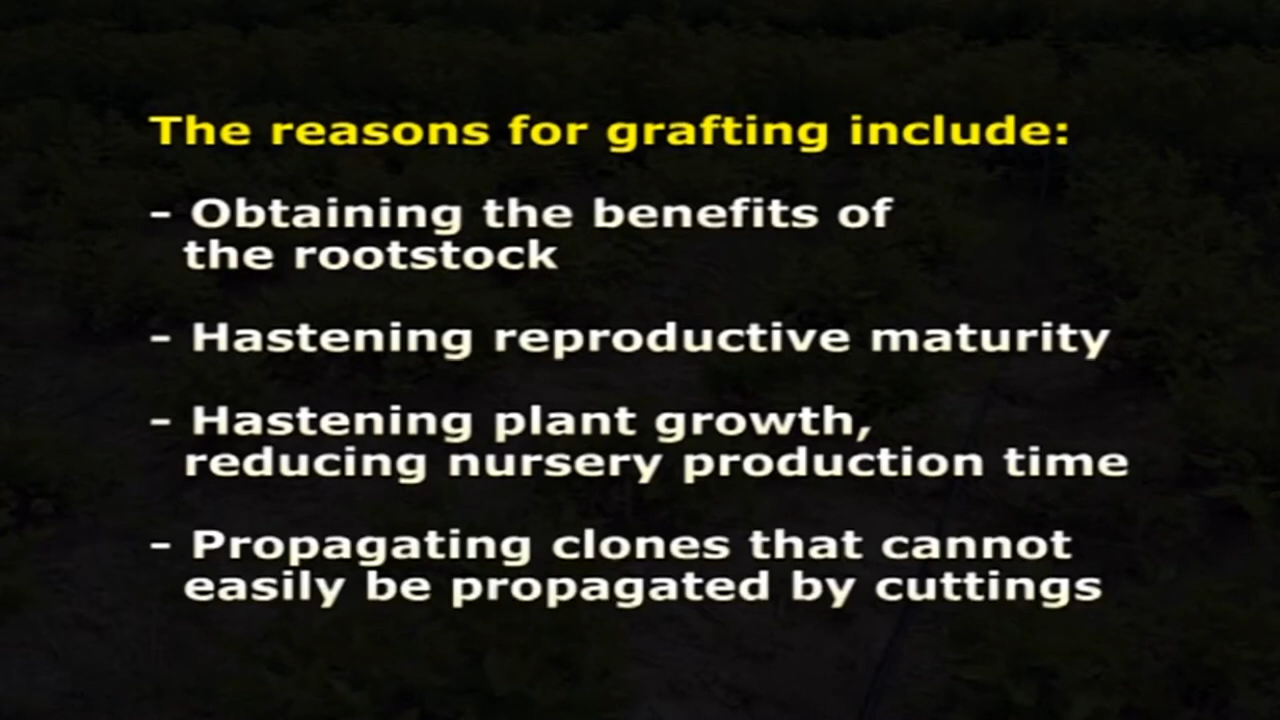 The reasons for grafting include:
- Obtaining the benefits of
the rootstock
- Hastening reproductive maturity
- Hastening plant growth,
reducing nursery production time
- Propagating clones that cannot
easily be propagated by cuttings